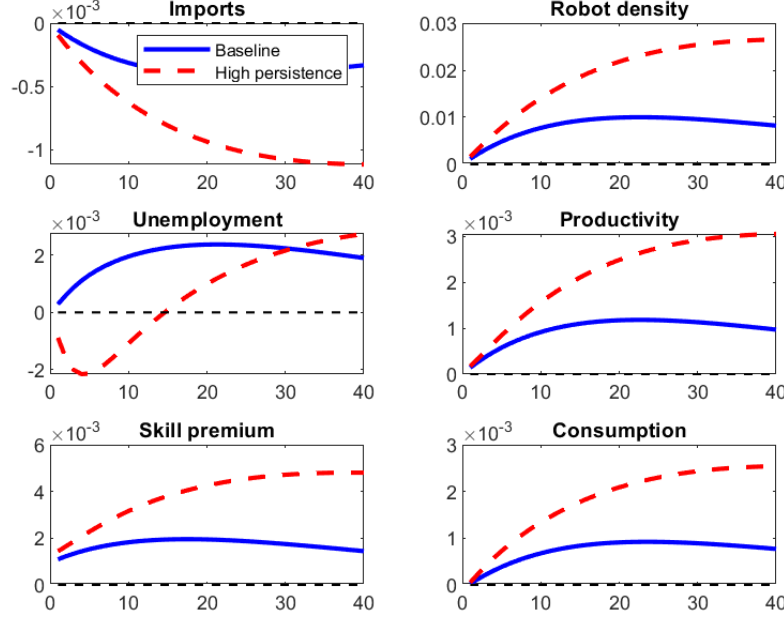 Imports
×10⁻³
0
-0.5
-1
0 10 20 30 40
Baseline
High persistence
Robot density
0.03
0.02
0.01
0
0 10 20 30 40
Unemployment
×10⁻³
2
0
-2
0 10 20 30 40
Productivity
×10⁻³
3
2
1
0
0 10 20 30 40
Skill premium
×10⁻³
6
4
2
0
0 10 20 30 40
Consumption
×10⁻³
3
2
1
0
0 10 20 30 40